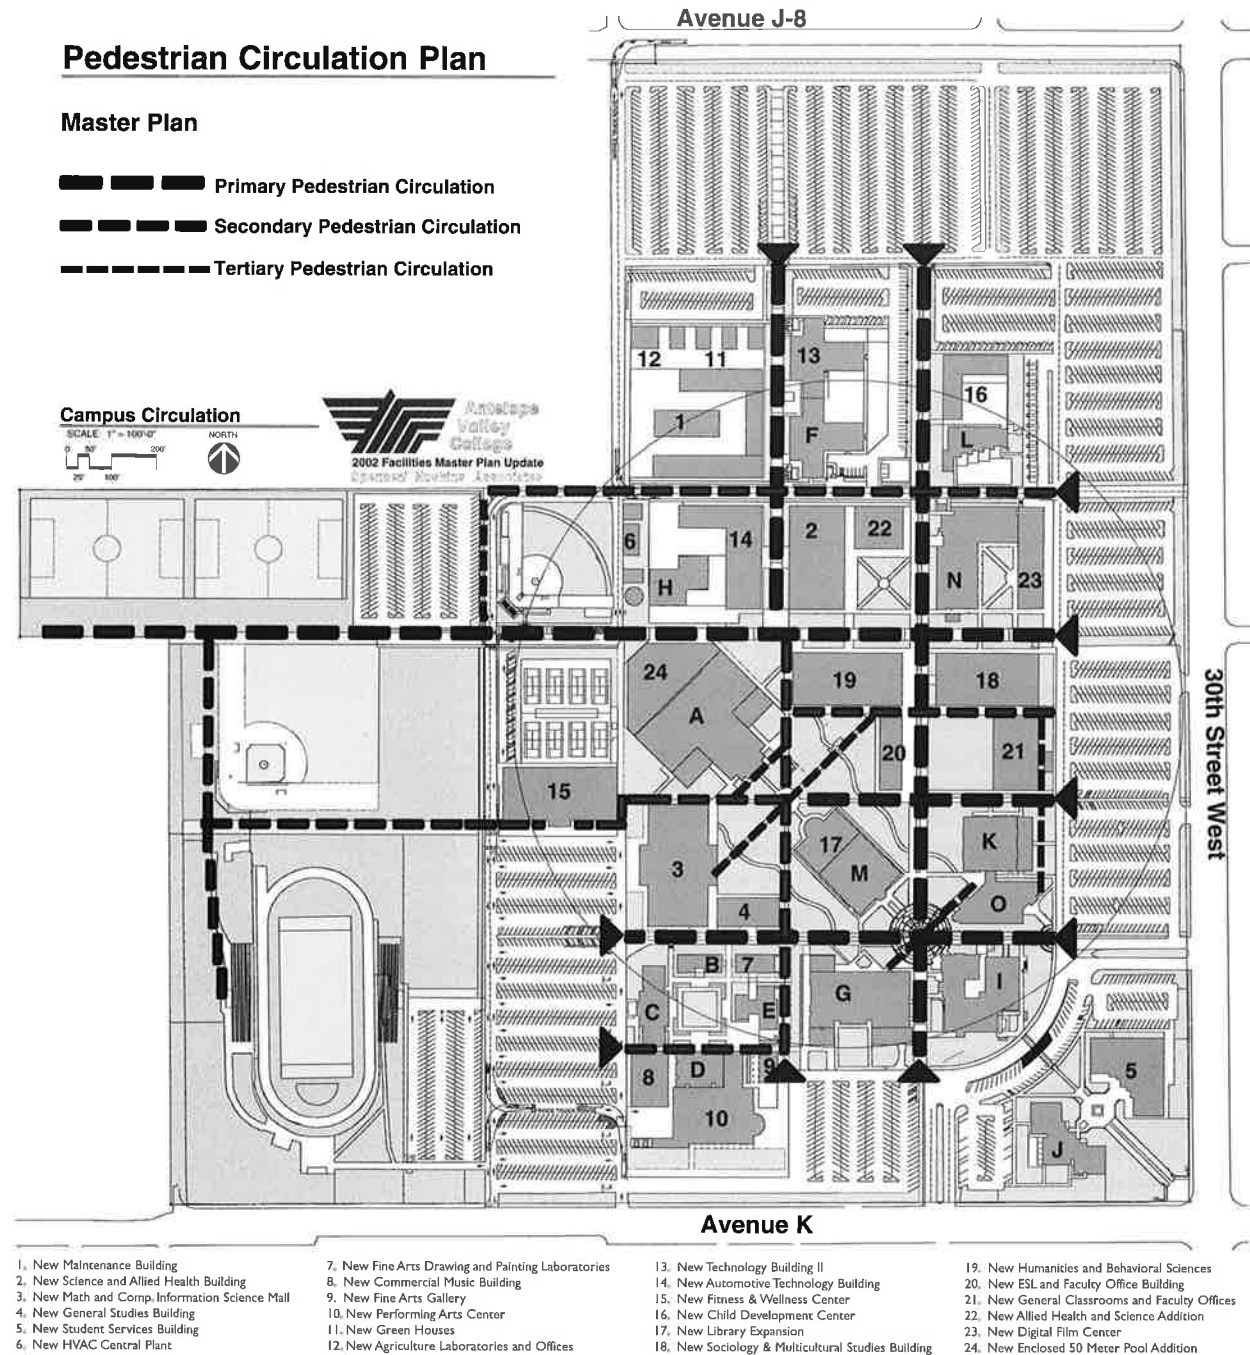 Avenue J-8
Pedestrian Circulation Plan
Master Plan
Primary Pedestrian Circulation
Secondary Pedestrian Circulation
Tertiary Pedestrian Circulation
Campus Circulation
SCALE: 1" = 100'-0"
0 50' 200'
25' 100'
NORTH
Antelope
Valley
College
2002 Facilities Master Plan Update
12 11 13 16
1 F L
6 14 2 22
H N 23
24 19 18
A
20 21
15
17 K
3 M
4 O
B 7
C E G I
8 D 9 5
10 J
30th Street West
Avenue K
1. New Maintenance Building
2. New Science and Allied Health Building
3. New Math and Comp. Information Science Mall
4. New General Studies Building
5. New Student Services Building
6. New HVAC Central Plant
7. New Fine Arts Drawing and Painting Laboratories
8. New Commercial Music Building
9. New Fine Arts Gallery
10. New Performing Arts Center
11. New Green Houses
12. New Agriculture Laboratories and Offices
13. New Technology Building II
14. New Automotive Technology Building
15. New Fitness & Wellness Center
16. New Child Development Center
17. New Library Expansion
18. New Sociology & Multicultural Studies Building
19. New Humanities and Behavioral Sciences
20. New ESL and Faculty Office Building
21. New General Classrooms and Faculty Offices
22. New Allied Health and Science Addition
23. New Digital Film Center
24. New Enclosed 50 Meter Pool Addition